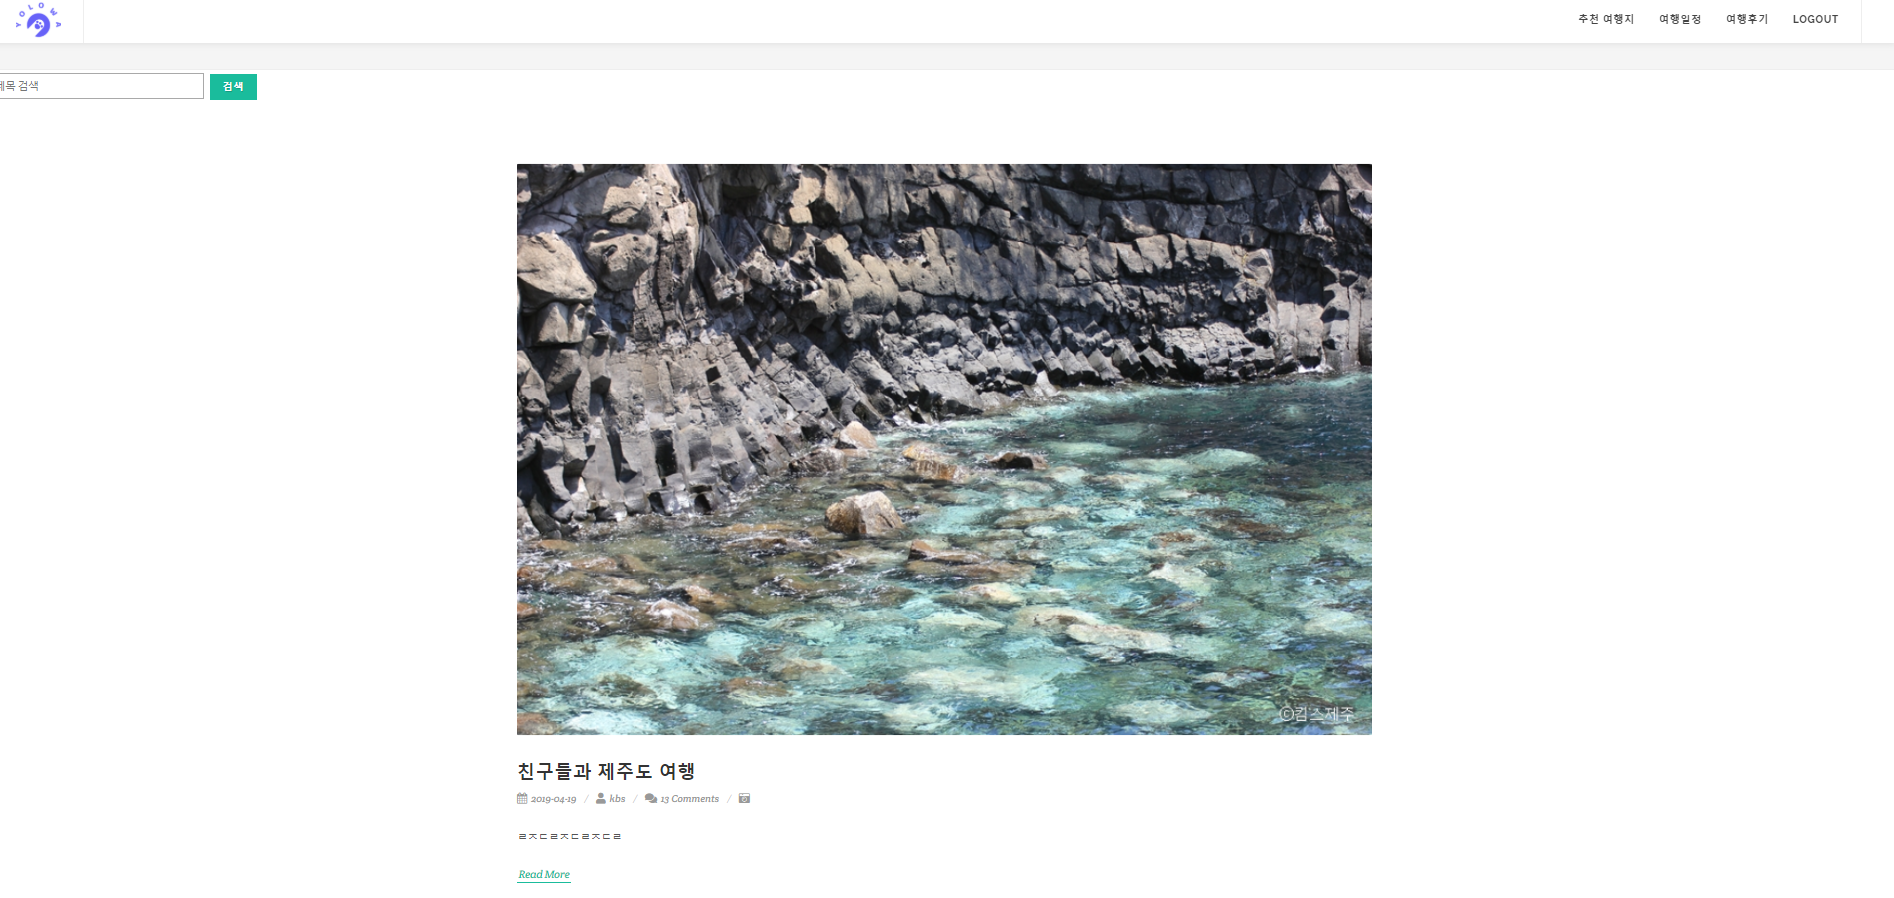 YOLOWA
추천 여행지 여행일정 여행후기 LOGOUT
제목 검색 검색
©킴스제주
친구들과 제주도 여행
2019-04-19 / kbs / 13 Comments /
ㄹㅈㄷㄹㅈㄷㄹㅈㄷㄹ
Read More